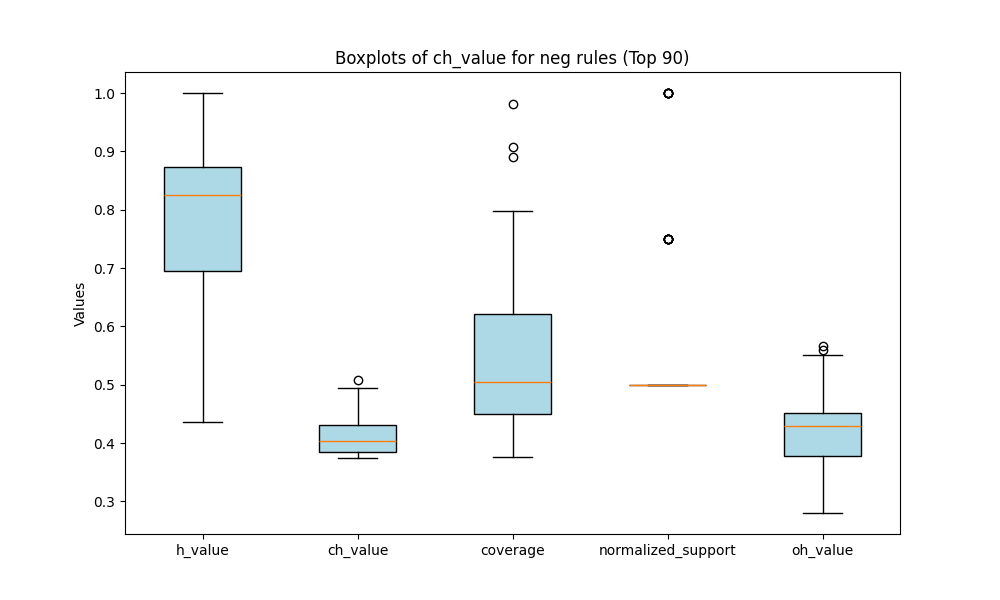 Boxplots of ch_value for neg rules (Top 90)
Values
1.0
0.9
0.8
0.7
0.6
0.5
0.4
0.3
h_value
ch_value
coverage
normalized_support
oh_value